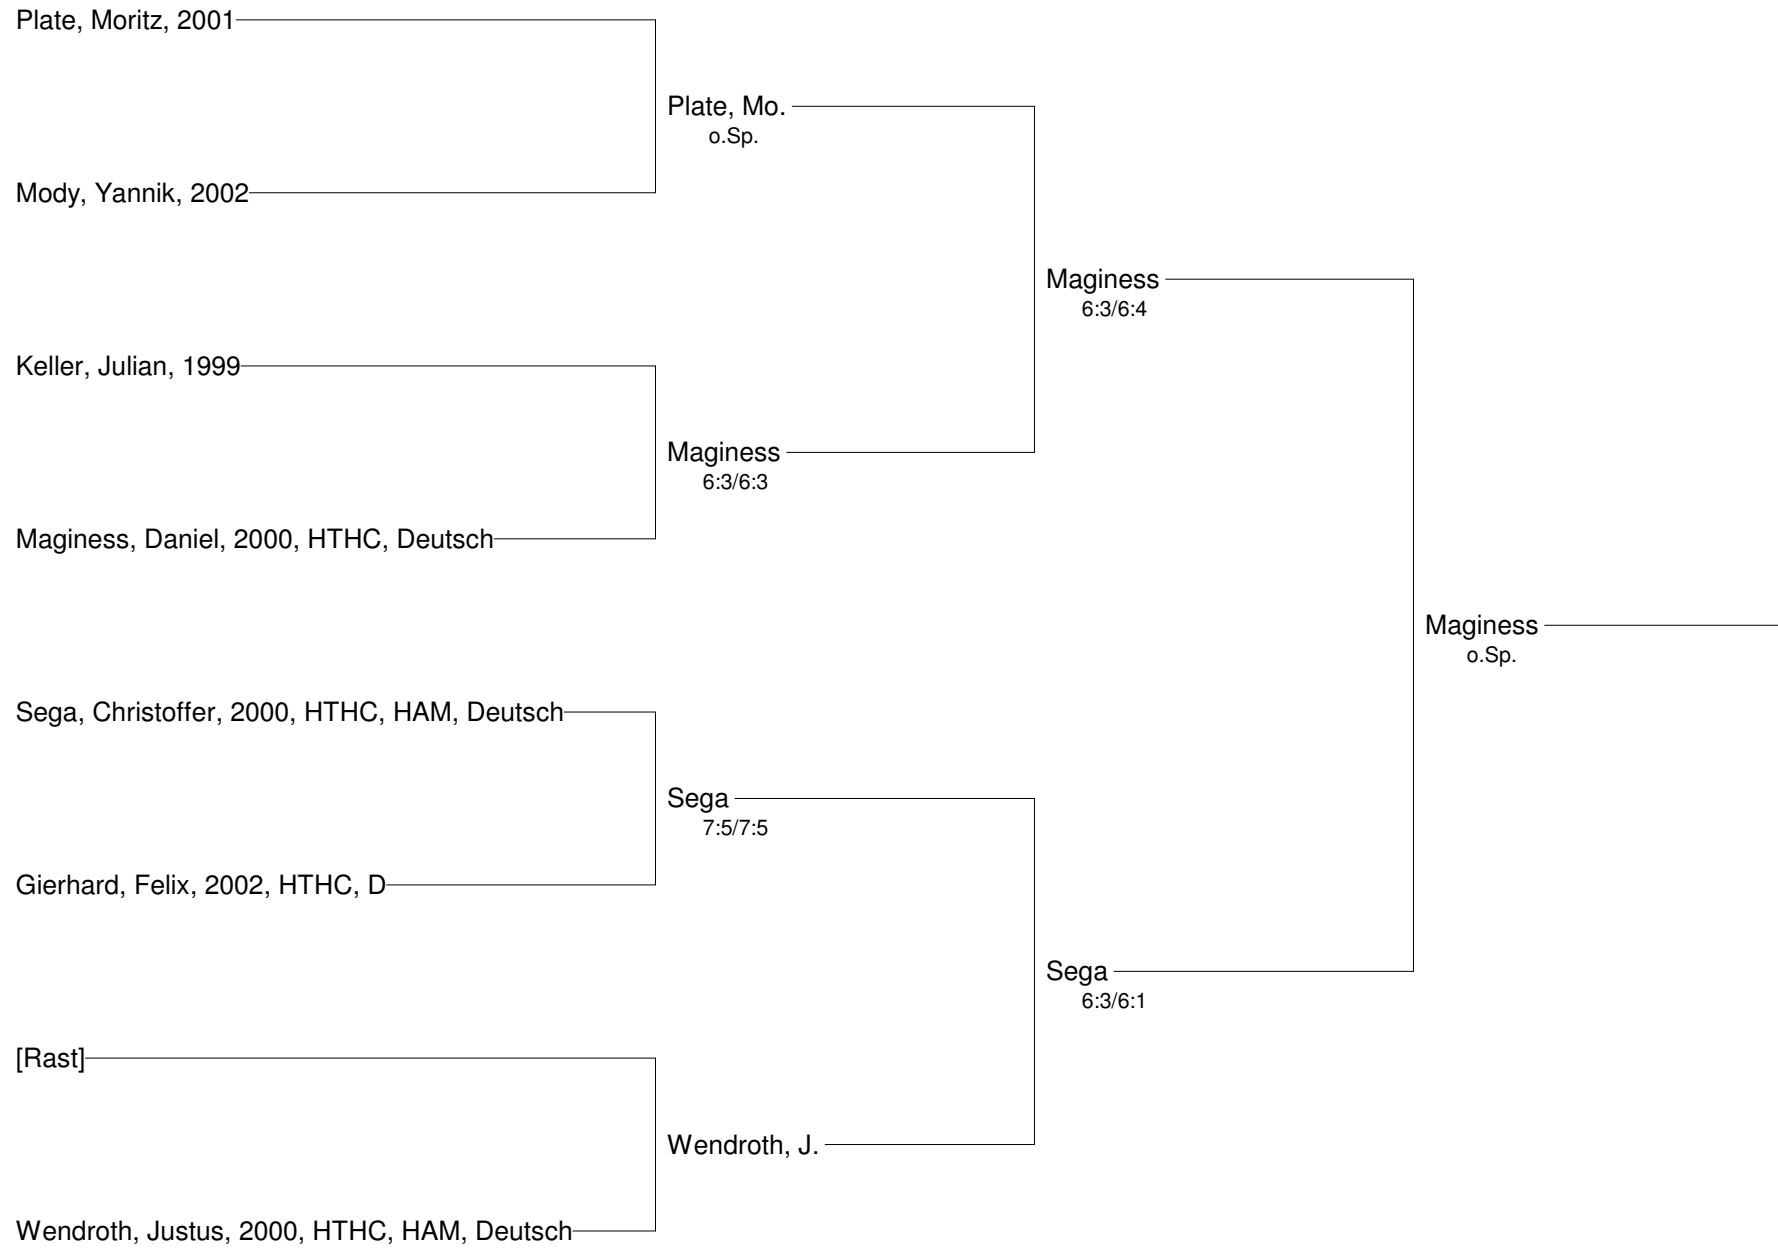 Plate, Moritz, 2001
Plate, Mo.
o.Sp.
Mody, Yannik, 2002
Maginess
6:3/6:4
Keller, Julian, 1999
Maginess
6:3/6:3
Maginess, Daniel, 2000, HTHC, Deutsch
Maginess
o.Sp.
Sega, Christoffer, 2000, HTHC, HAM, Deutsch
Sega
7:5/7:5
Gierhard, Felix, 2002, HTHC, D
Sega
6:3/6:1
[Rast]
Wendroth, J.
Wendroth, Justus, 2000, HTHC, HAM, Deutsch